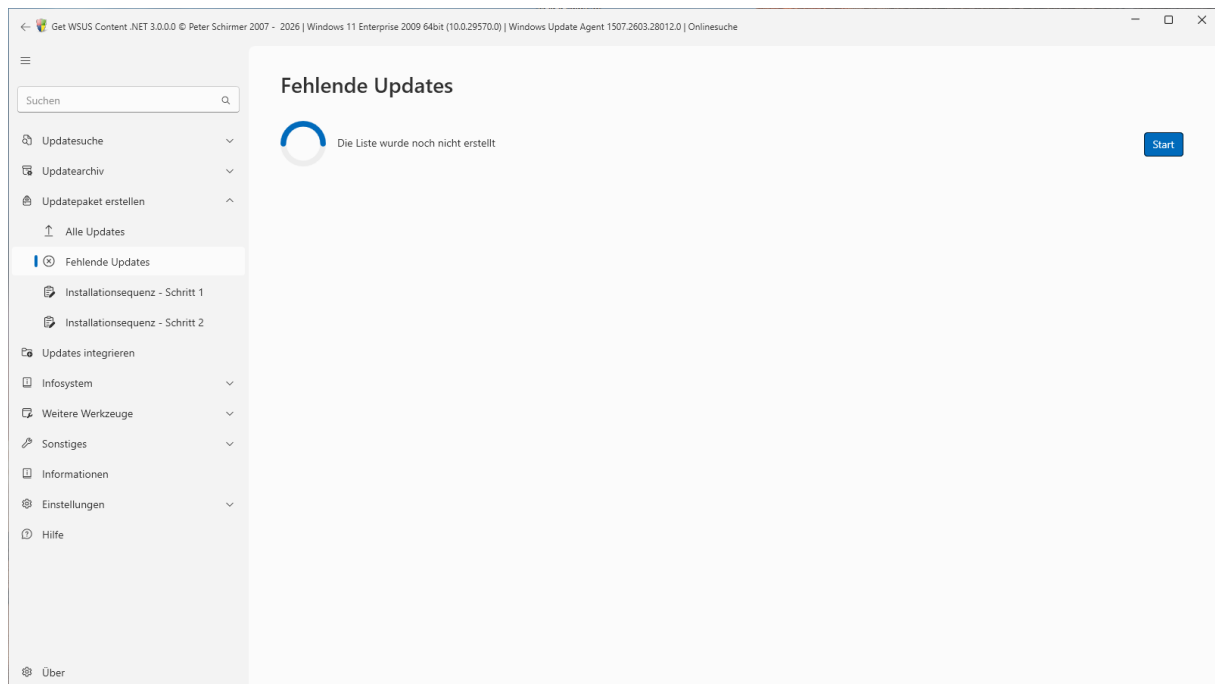 Get WSUS Content .NET 3.0.0.0 © Peter Schirmer 2007 - 2026 | Windows 11 Enterprise 2009 64bit (10.0.29570.0) | Windows Update Agent 1507.2603.28012.0 | Onlinesuche
Suchen
Updatesuche
Updatearchiv
Updatepaket erstellen
Alle Updates
Fehlende Updates
Installationsequenz - Schritt 1
Installationsequenz - Schritt 2
Updates integrieren
Infosystem
Weitere Werkzeuge
Sonstiges
Informationen
Einstellungen
Hilfe
Über
Fehlende Updates
Die Liste wurde noch nicht erstellt
Start